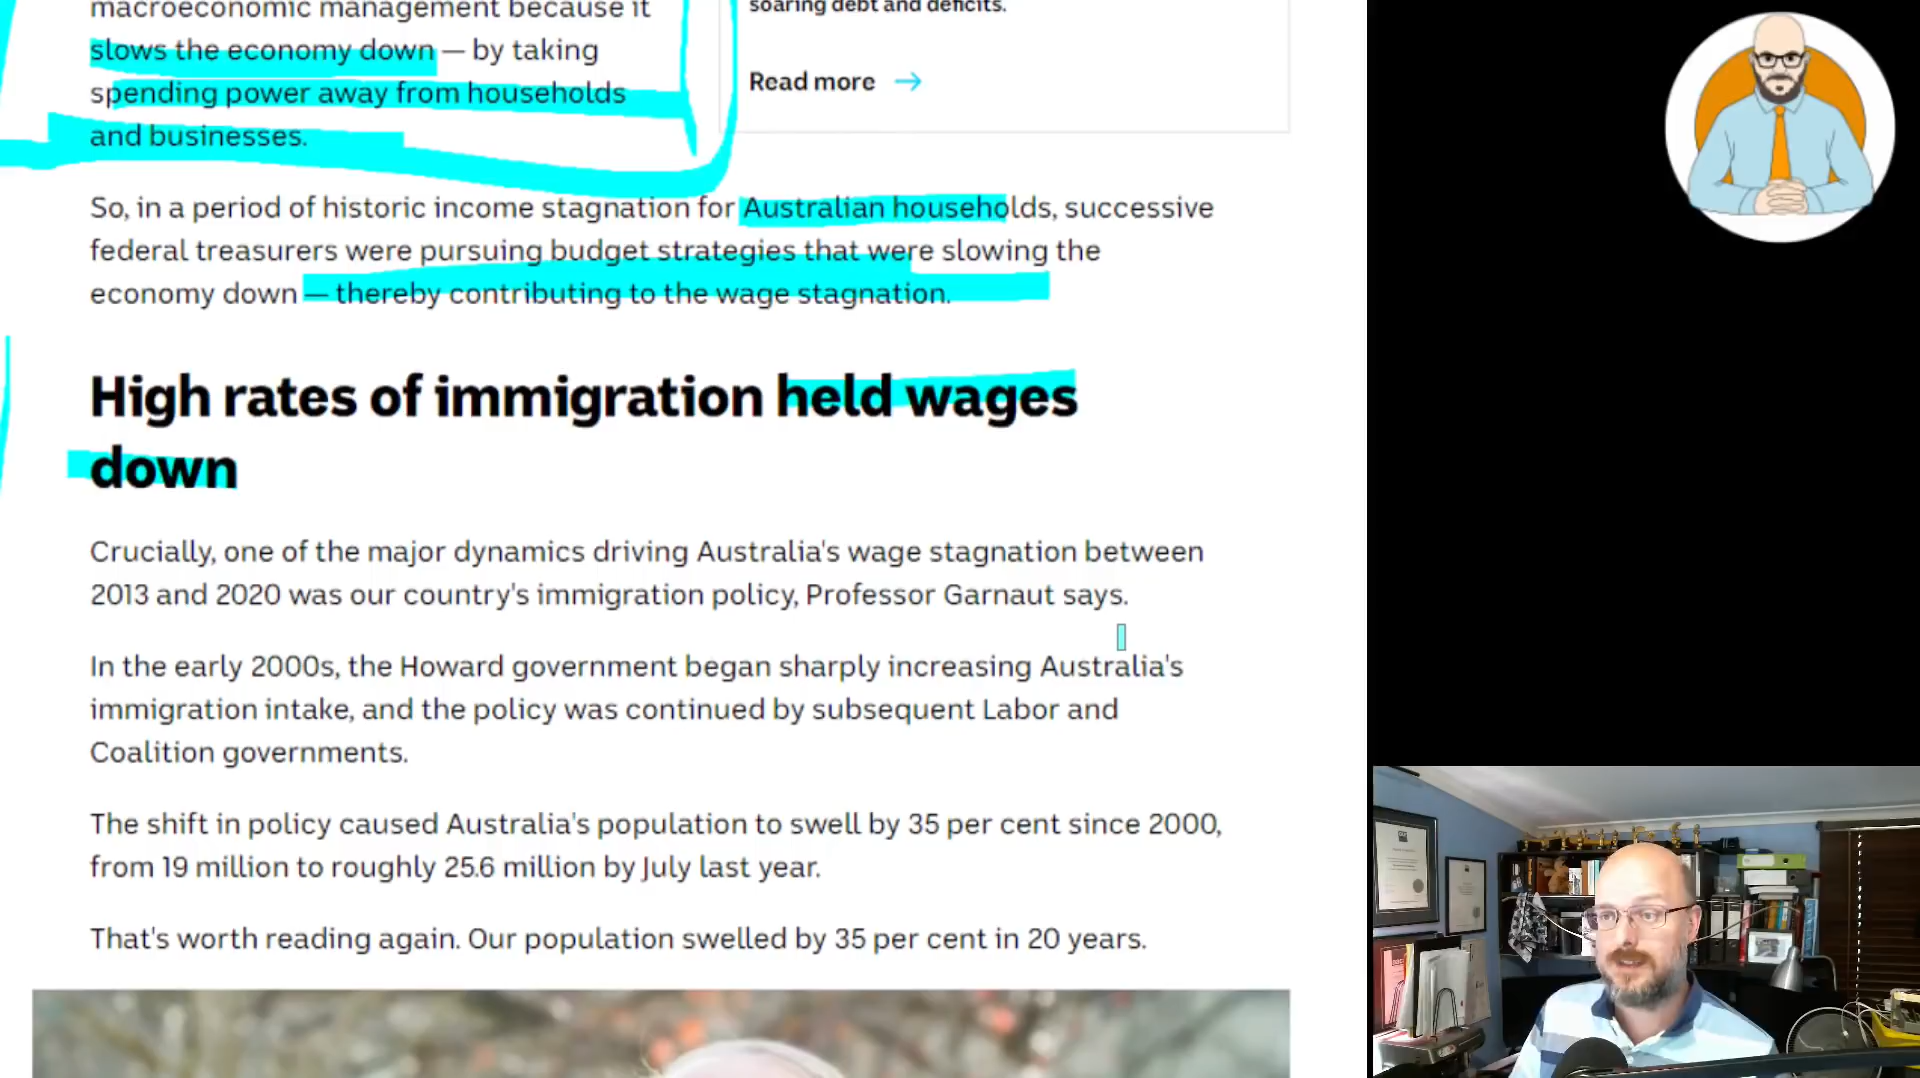 macroeconomic management because it
slows the economy down — by taking
spending power away from households
and businesses.
soaring debt and deficits.
Read more →
So, in a period of historic income stagnation for Australian households, successive
federal treasurers were pursuing budget strategies that were slowing the
economy down — thereby contributing to the wage stagnation.
High rates of immigration held wages
down
Crucially, one of the major dynamics driving Australia's wage stagnation between
2013 and 2020 was our country's immigration policy, Professor Garnaut says.
In the early 2000s, the Howard government began sharply increasing Australia's
immigration intake, and the policy was continued by subsequent Labor and
Coalition governments.
The shift in policy caused Australia's population to swell by 35 per cent since 2000,
from 19 million to roughly 25.6 million by July last year.
That's worth reading again. Our population swelled by 35 per cent in 20 years.